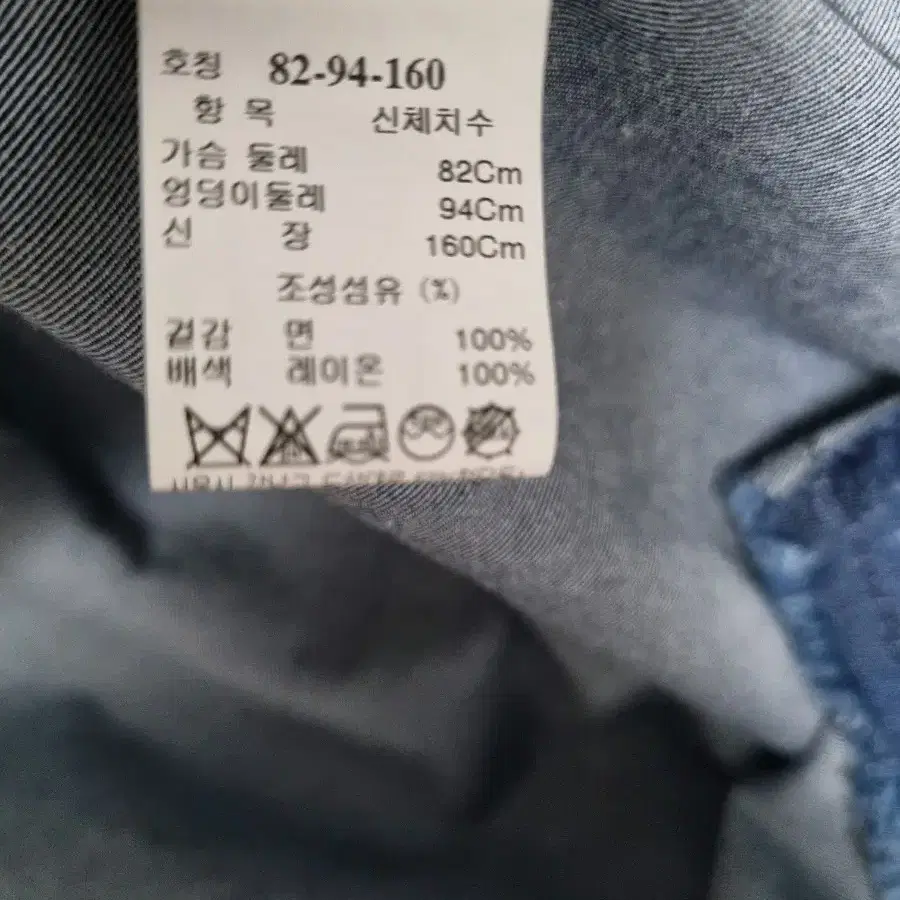 호칭 82-94-160
항 목 신체치수
가슴 둘레 82Cm
엉덩이둘레 94Cm
신 장 160Cm
조성섬유 (%)
겉감 면 100%
배색 레이온 100%